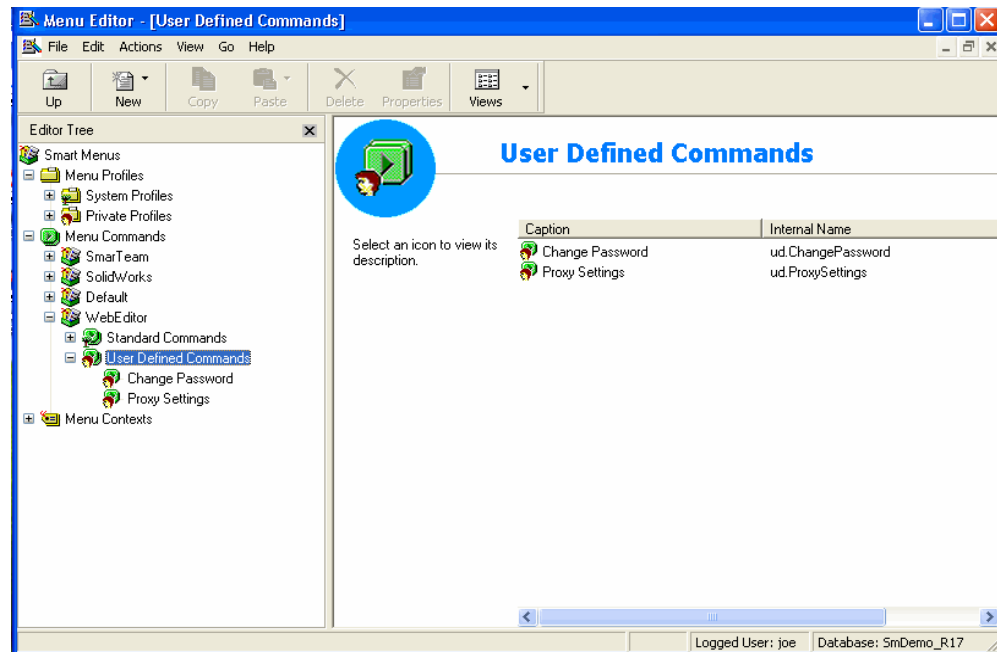 Menu Editor - [User Defined Commands]
File Edit Actions View Go Help
Up New Copy Paste Delete Properties Views
Editor Tree
Smart Menus
Menu Profiles
System Profiles
Private Profiles
Menu Commands
SmarTeam
SolidWorks
Default
WebEditor
Standard Commands
User Defined Commands
Change Password
Proxy Settings
Menu Contexts
User Defined Commands
Select an icon to view its
description.
Caption Internal Name
Change Password ud.ChangePassword
Proxy Settings ud.ProxySettings
Logged User: joe Database: SmDemo_R17